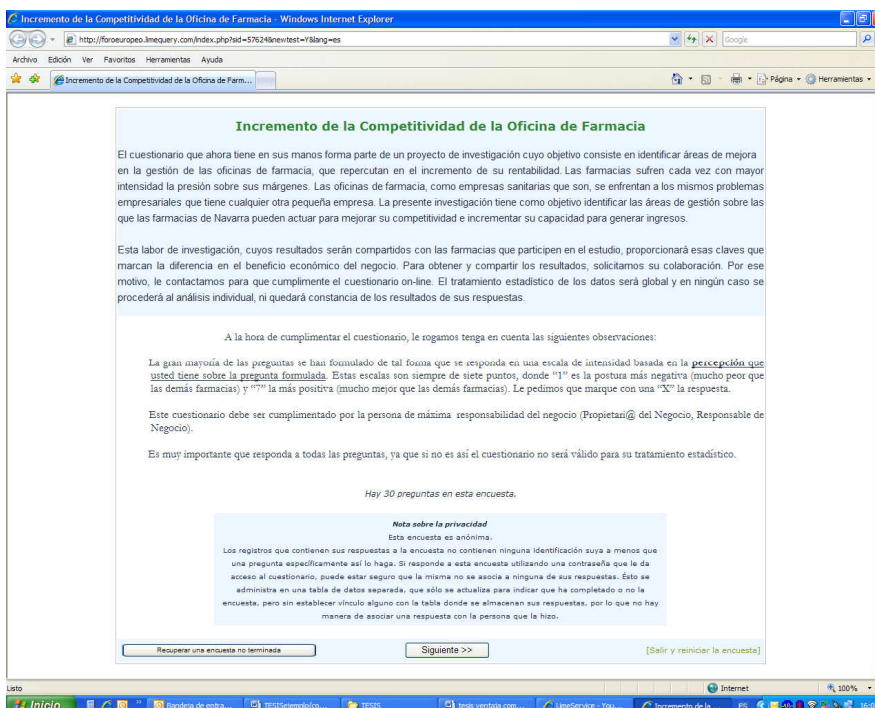 Incremento de la Competitividad de la Oficina de Farmacia - Windows Internet Explorer
http://foroeuropeo.limequery.com/index.php?sid=57624&newtest=Y&lang=es
Google
Archivo Edición Ver Favoritos Herramientas Ayuda
Incremento de la Competitividad de la Oficina de Farm...
Página
Herramientas
Incremento de la Competitividad de la Oficina de Farmacia
El cuestionario que ahora tiene en sus manos forma parte de un proyecto de investigación cuyo objetivo consiste en identificar áreas de mejora
en la gestión de las oficinas de farmacia, que repercutan en el incremento de su rentabilidad. Las farmacias sufren cada vez con mayor
intensidad la presión sobre sus márgenes. Las oficinas de farmacia, como empresas sanitarias que son, se enfrentan a los mismos problemas
empresariales que tiene cualquier otra pequeña empresa. La presente investigación tiene como objetivo identificar las áreas de gestión sobre las
que las farmacias de Navarra pueden actuar para mejorar su competitividad e incrementar su capacidad para generar ingresos.
Esta labor de investigación, cuyos resultados serán compartidos con las farmacias que participen en el estudio, proporcionará esas claves que
marcan la diferencia en el beneficio económico del negocio. Para obtener y compartir los resultados, solicitamos su colaboración. Por ese
motivo, le contactamos para que cumplimente el cuestionario on-line. El tratamiento estadístico de los datos será global y en ningún caso se
procederá al análisis individual, ni quedará constancia de los resultados de sus respuestas.
A la hora de cumplimentar el cuestionario, le rogamos tenga en cuenta las siguientes observaciones:
La gran mayoría de las preguntas se han formulado de tal forma que se responda en una escala de intensidad basada en la percepción que
usted tiene sobre la pregunta formulada. Estas escalas son siempre de siete puntos, donde “1” es la postura más negativa (mucho peor que
las demás farmacias) y “7” la más positiva (mucho mejor que las demás farmacias). Le pedimos que marque con una “X” la respuesta.
Este cuestionario debe ser cumplimentado por la persona de máxima responsabilidad del negocio (Propietari@ del Negocio, Responsable de
Negocio).
Es muy importante que responda a todas las preguntas, ya que si no es así el cuestionario no será válido para su tratamiento estadístico.
Hay 30 preguntas en esta encuesta.
Nota sobre la privacidad
Esta encuesta es anónima.
Los registros que contienen sus respuestas a la encuesta no contienen ninguna identificación suya a menos que
una pregunta específicamente así lo haga. Si responde a esta encuesta utilizando una contraseña que le da
acceso al cuestionario, puede estar seguro que la misma no se asocia a ninguna de sus respuestas. Ésto se
administra en una tabla de datos separada, que sólo se actualiza para indicar que ha completado o no la
encuesta, pero sin establecer vínculo alguno con la tabla donde se almacenan sus respuestas, por lo que no hay
manera de asociar una respuesta con la persona que la hizo.
Recuperar una encuesta no terminada
Siguiente >>
[Salir y reiniciar la encuesta]
Listo
Internet
100%
Inicio
Bandeja de entra...
TESISejemplo(co...
TESIS
tesis ventaja com...
LimeService - You...
Incremento de la ...
ES